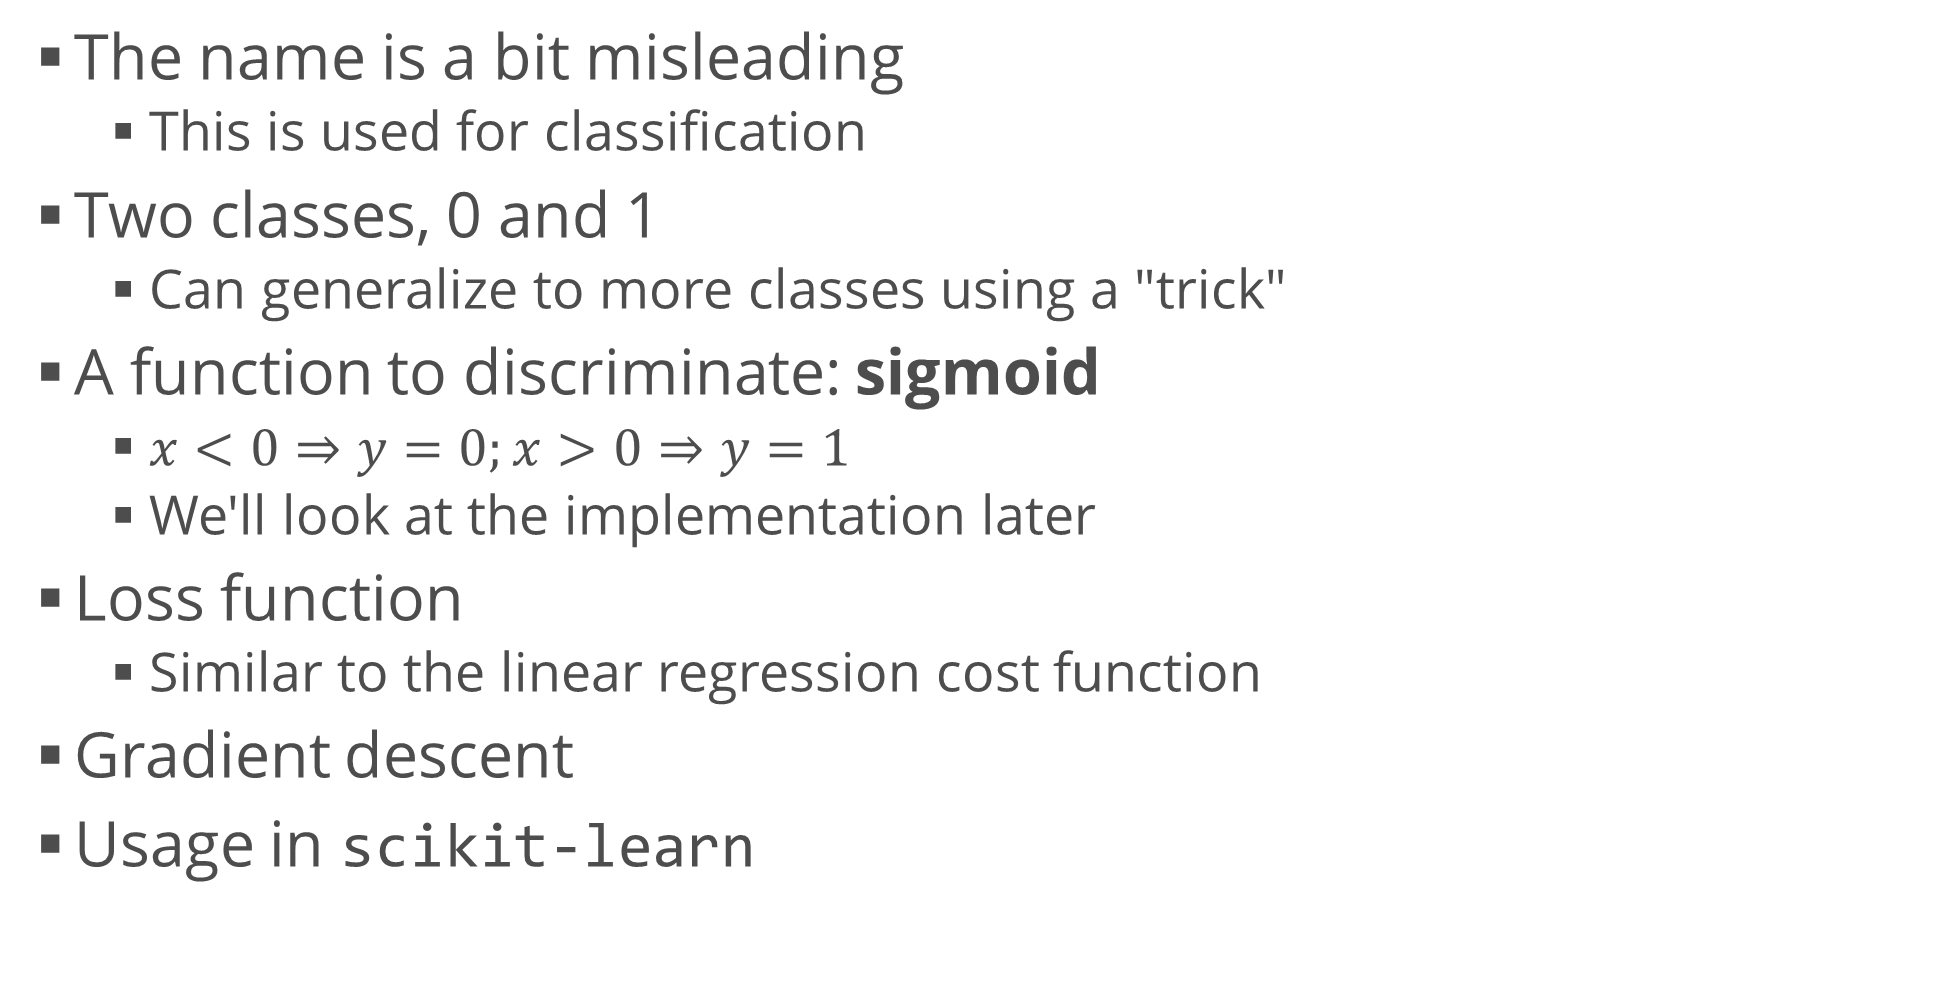 ▪ The name is a bit misleading
▪ This is used for classification
▪ Two classes, 0 and 1
▪ Can generalize to more classes using a "trick"
▪ A function to discriminate: sigmoid
▪ 𝑥 < 0 ⇒ 𝑦 = 0; 𝑥 > 0 ⇒ 𝑦 = 1
▪ We'll look at the implementation later
▪ Loss function
▪ Similar to the linear regression cost function
▪ Gradient descent
▪ Usage in scikit-learn